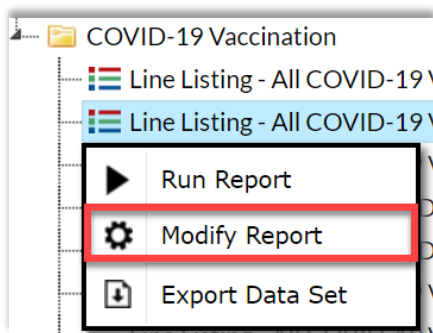 COVID-19 Vaccination
Line Listing - All COVID-19
Line Listing - All COVID-19
Run Report
Modify Report
Export Data Set